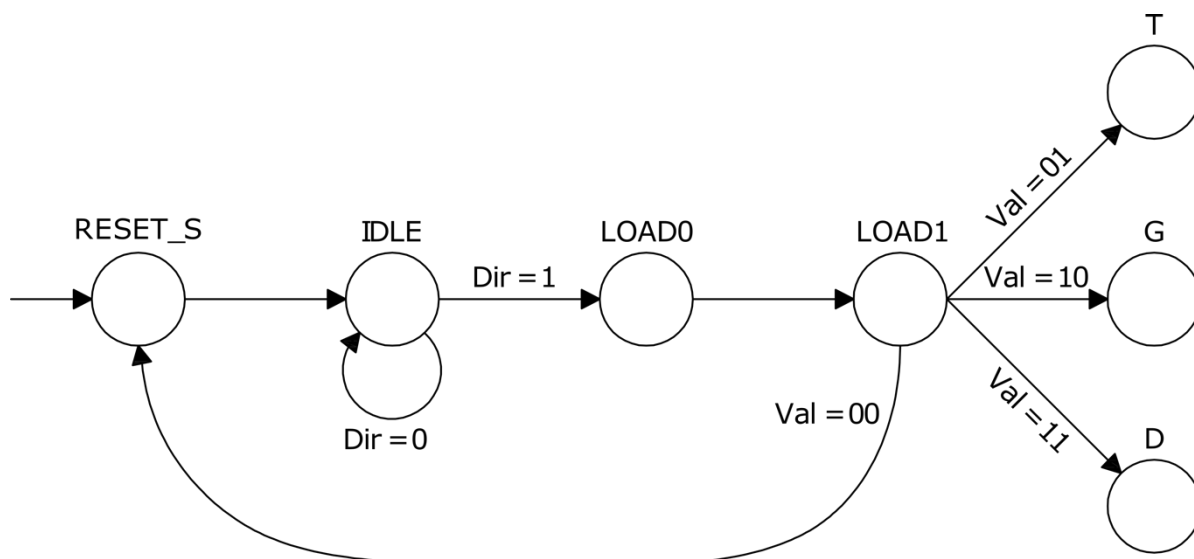 T
Val = 01
RESET_S
IDLE
LOAD0
LOAD1
G
Dir = 1
Val = 10
Val = 11
Val = 00
Dir = 0
D